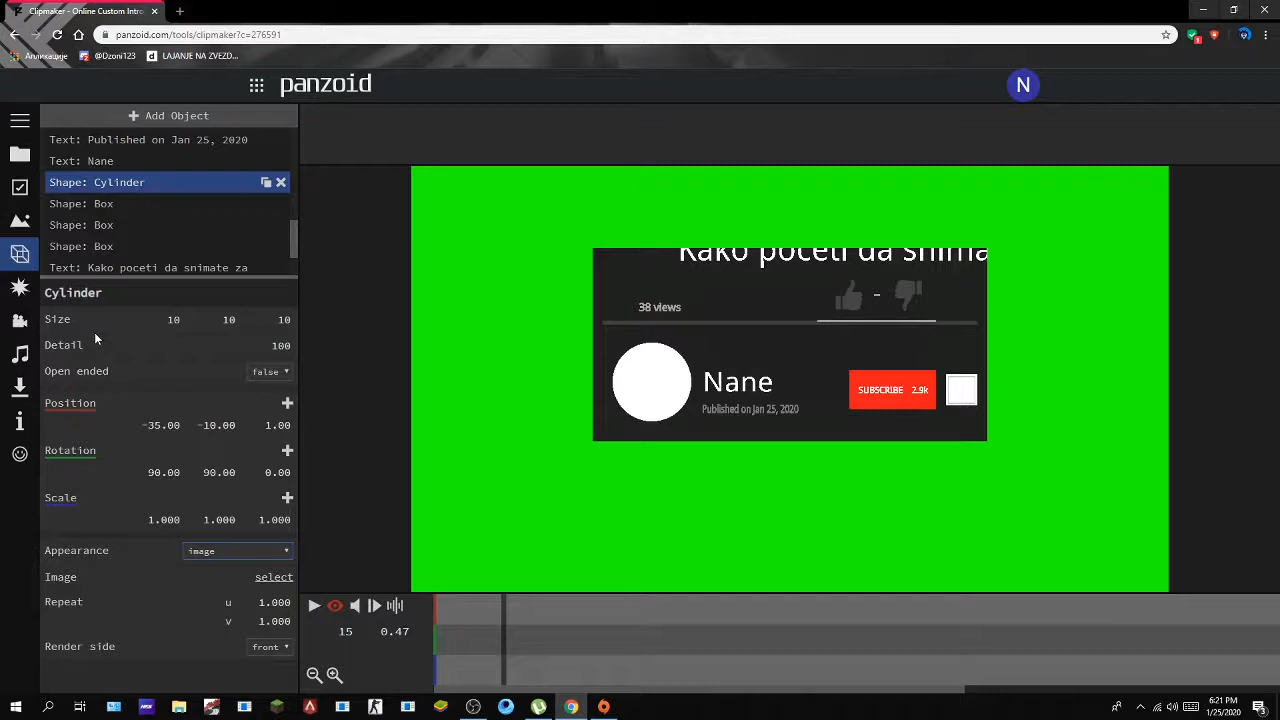 Clipmaker - Online Custom Intro
panzoid.com/tools/clipmaker?c=276591
Апликације
@Dzoni123
LAJANJE NA ZVEZD...
panzoid
N
Add Object
Text: Published on Jan 25, 2020
Text: Nane
Shape: Cylinder
Shape: Box
Shape: Box
Shape: Box
Text: Kako poceti da snimate za
Cylinder
Size 10 10 10
Detail 100
Open ended false
Position
-35.00 -10.00 1.00
Rotation
90.00 90.00 0.00
Scale
1.000 1.000 1.000
Appearance image
Image select
Repeat u 1.000
v 1.000
Render side front
Kako poceti da snima
38 views
-
Nane
Published on Jan 25, 2020
SUBSCRIBE 2.9k
15 0.47
6:21 PM
1/25/2020